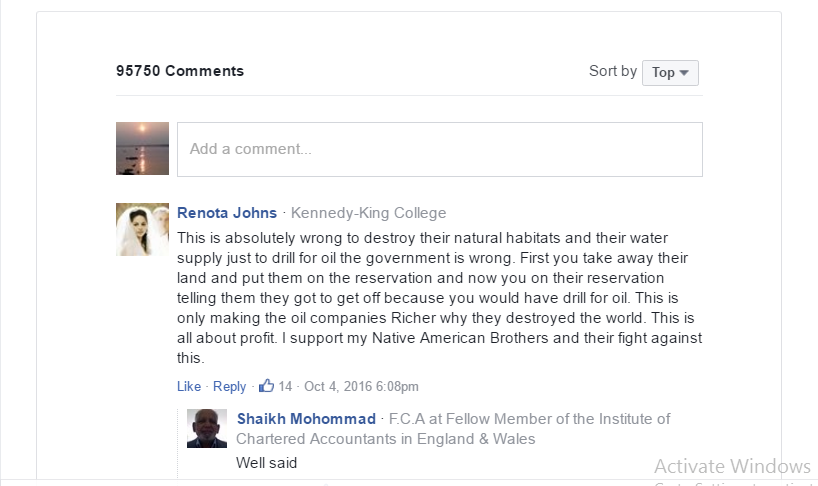 95750 Comments
Sort by Top
Add a comment...
Renota Johns · Kennedy-King College
This is absolutely wrong to destroy their natural habitats and their water
supply just to drill for oil the government is wrong. First you take away their
land and put them on the reservation and now you on their reservation
telling them they got to get off because you would have drill for oil. This is
only making the oil companies Richer why they destroyed the world. This is
all about profit. I support my Native American Brothers and their fight against
this.
Like · Reply · 14 · Oct 4, 2016 6:08pm
Shaikh Mohommad · F.C.A at Fellow Member of the Institute of
Chartered Accountants in England & Wales
Well said
Activate Windows